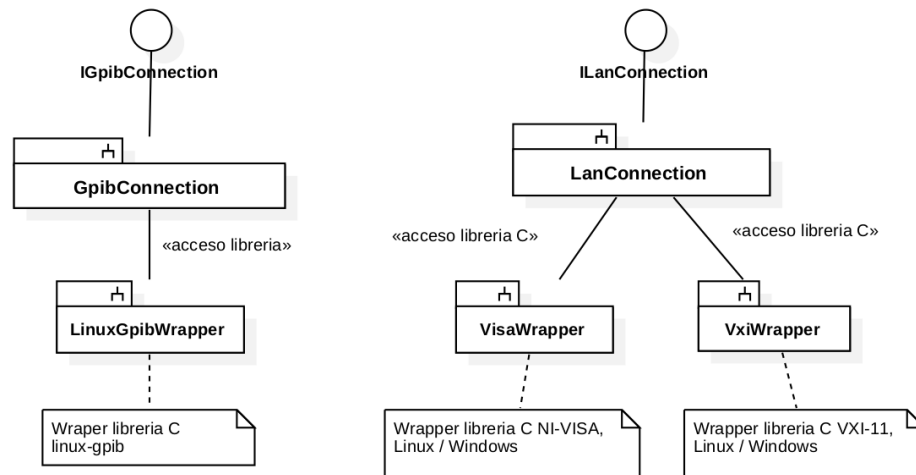 IGpibConnection
GpibConnection
«acceso libreria»
LinuxGpibWrapper
Wraper libreria C
linux-gpib
ILanConnection
LanConnection
«acceso libreria C»
«acceso libreria C»
VisaWrapper
VxiWrapper
Wrapper libreria C NI-VISA,
Linux / Windows
Wrapper libreria C VXI-11,
Linux / Windows